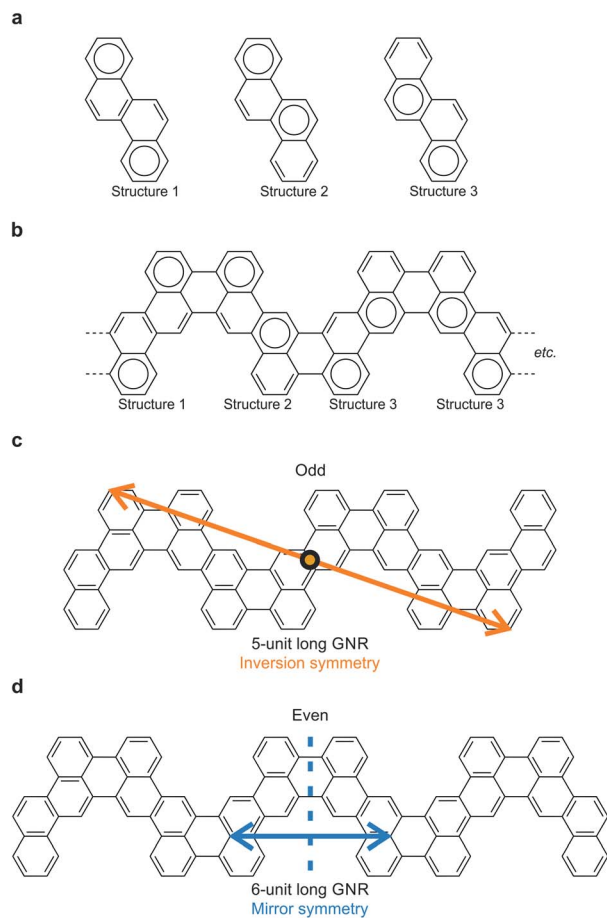 a
Structure 1
Structure 2
Structure 3
b
etc.
Structure 1
Structure 2
Structure 3
Structure 3
c
Odd
5-unit long GNR
Inversion symmetry
d
Even
6-unit long GNR
Mirror symmetry